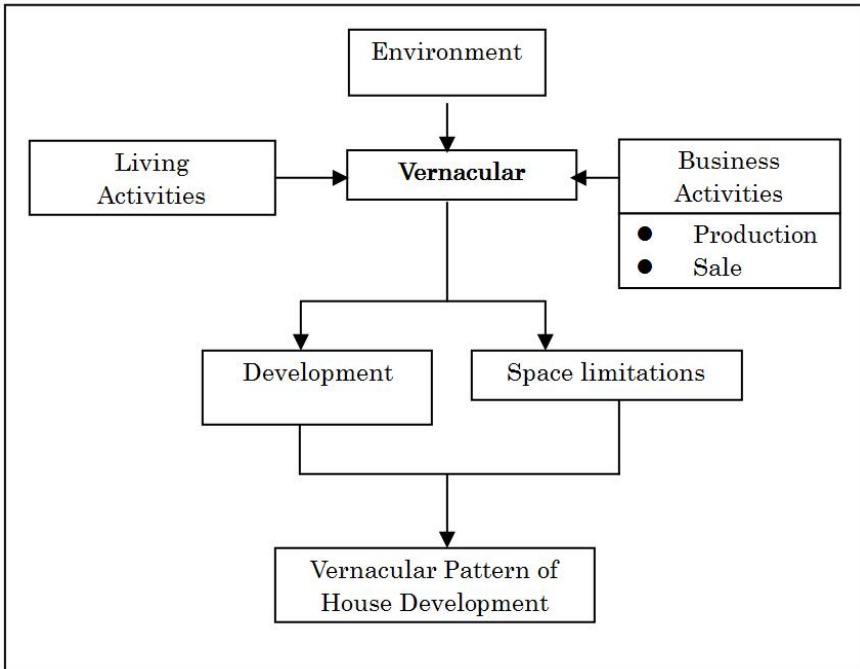 Environment
Living
Activities
Vernacular
Business
Activities
● Production
● Sale
Development
Space limitations
Vernacular Pattern of
House Development